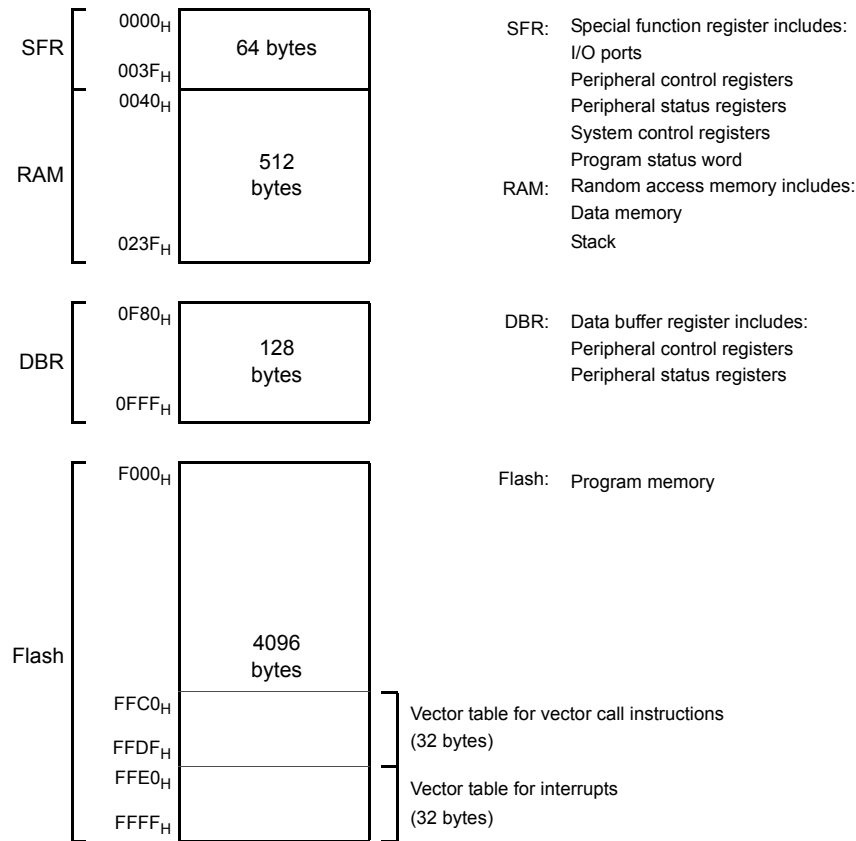 SFR
0000H
64 bytes
003FH
RAM
0040H
512
bytes
023FH
SFR: Special function register includes:
I/O ports
Peripheral control registers
Peripheral status registers
System control registers
Program status word
RAM: Random access memory includes:
Data memory
Stack
DBR
0F80H
128
bytes
0FFFH
DBR: Data buffer register includes:
Peripheral control registers
Peripheral status registers
Flash
F000H
4096
bytes
Flash: Program memory
FFC0H
FFDFH
Vector table for vector call instructions
(32 bytes)
FFE0H
FFFFH
Vector table for interrupts
(32 bytes)